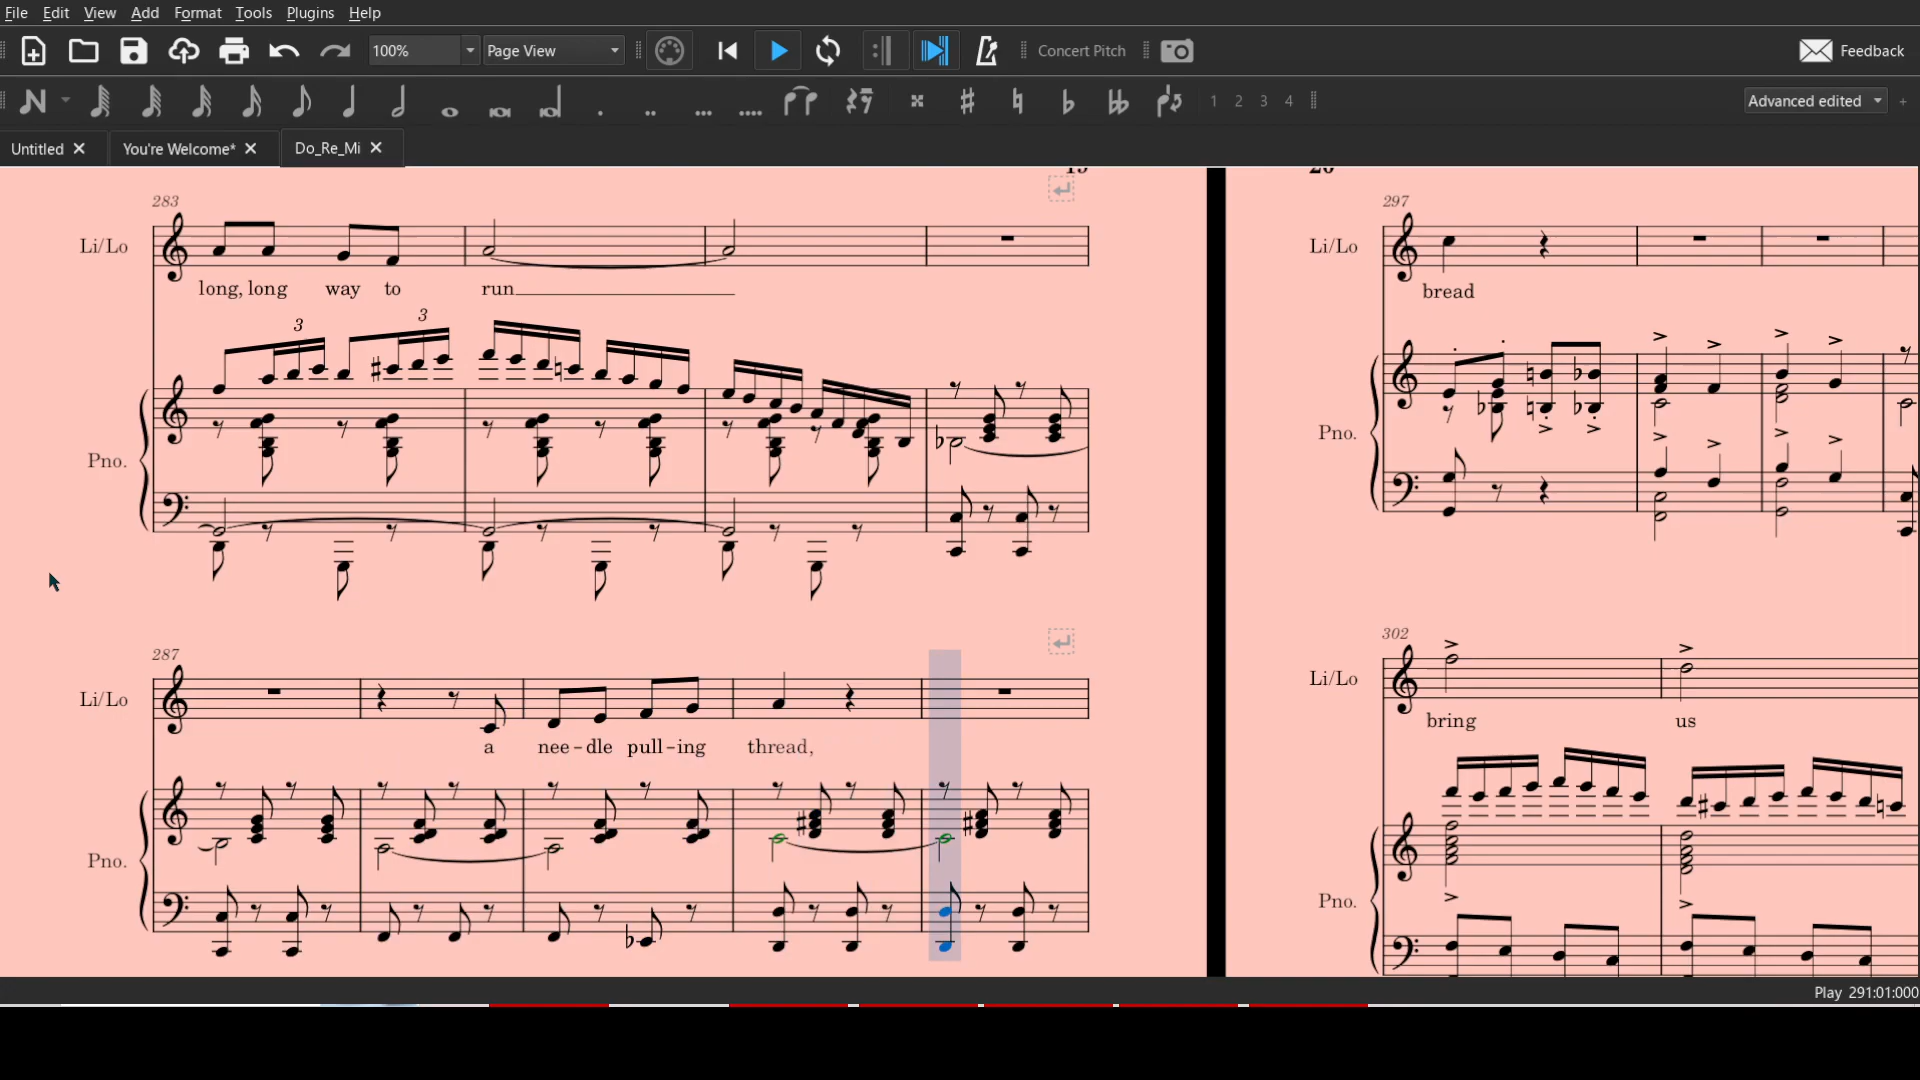 File Edit View Add Format Tools Plugins Help
100% Page View Concert Pitch Feedback
1 2 3 4 Advanced edited
Untitled You're Welcome* Do_Re_Mi
283
Li/Lo
long, long way to run
3 3
Pno.
287
Li/Lo
a nee-dle pull-ing thread,
Pno.
297
Li/Lo
bread
Pno.
302
Li/Lo
bring us
Pno.
Play 291:01:000